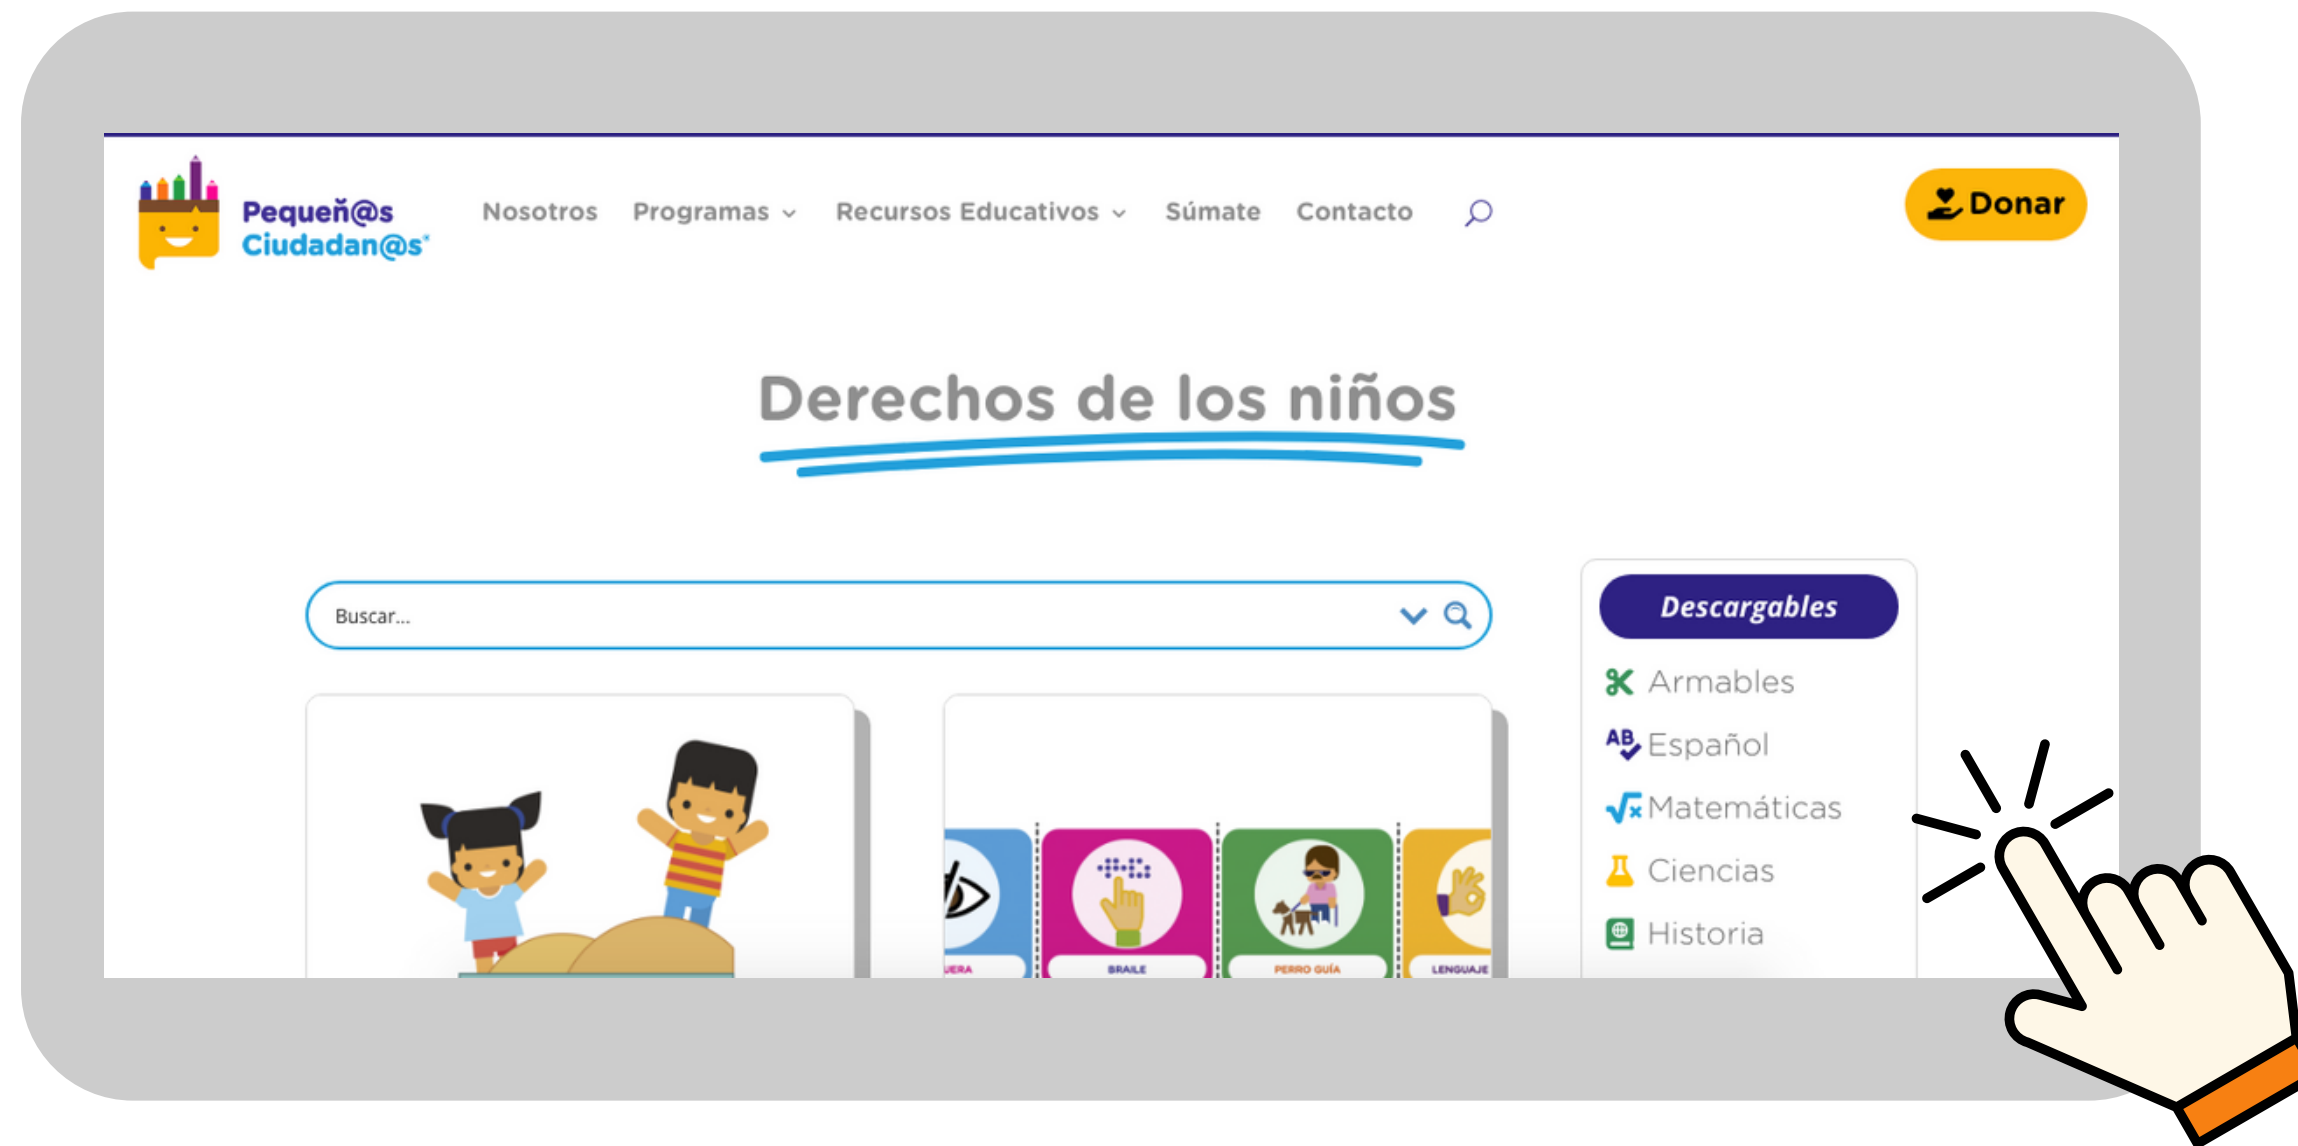 Pequeñ@s
Ciudadan@s
Nosotros Programas Recursos Educativos Súmate Contacto
Donar
Derechos de los niños
Buscar...
Descargables
Armables
AB Español
Matemáticas
Ciencias
Historia
BRAILE
PERRO GUÍA
LENGUAJE